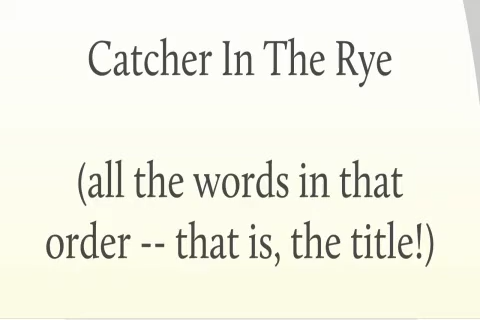 Catcher In The Rye
(all the words in that
order -- that is, the title!)